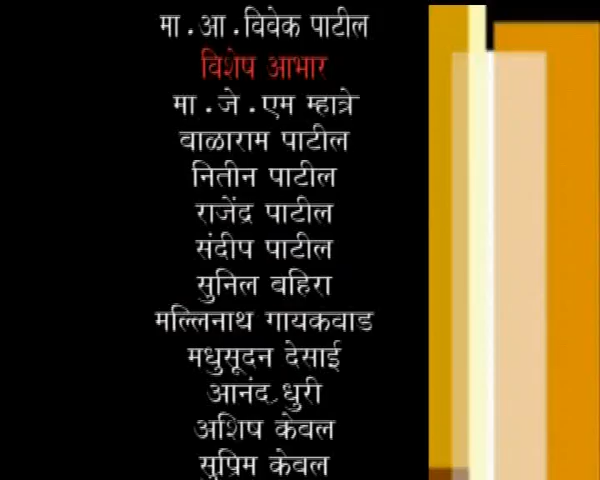 मा.आ.विवेक पाटील
विशेष आभार
मा.जे.एम म्हात्रे
वाळाराम पाटील
नितीन पाटील
राजेंद्र पाटील
संदीप पाटील
सुनिल बहिरा
मल्लिनाथ गायकवाड
मधुसूदन देसाई
आनंद धुरी
अशिष केबल
सुप्रिम केबल